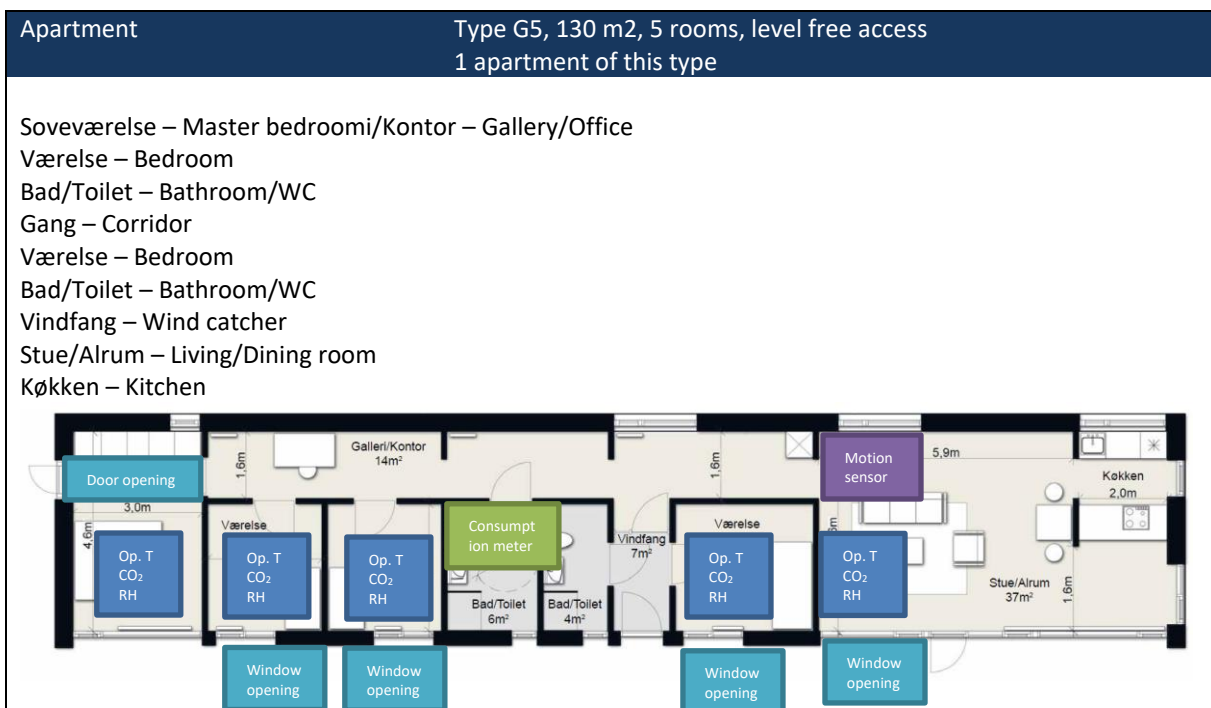 Apartment
Type G5, 130 m2, 5 rooms, level free access
1 apartment of this type
Soveværelse – Master bedroomi/Kontor – Gallery/Office
Værelse – Bedroom
Bad/Toilet – Bathroom/WC
Gang – Corridor
Værelse – Bedroom
Bad/Toilet – Bathroom/WC
Vindfang – Wind catcher
Stue/Alrum – Living/Dining room
Køkken – Kitchen
Galleri/Kontor
14m²
1,6m
1,6m
Motion
sensor
5,9m
Køkken
2,0m
Door opening
3,0m
4,6m
Værelse
Consumpt
ion meter
Vindfang
7m²
Værelse
Op. T
CO₂
RH
Op. T
CO₂
RH
Op. T
CO₂
RH
Op. T
CO₂
RH
Op. T
CO₂
RH
Stue/Alrum
37m²
1,6m
Bad/Toilet
6m²
Bad/Toilet
4m²
Window
opening
Window
opening
Window
opening
Window
opening